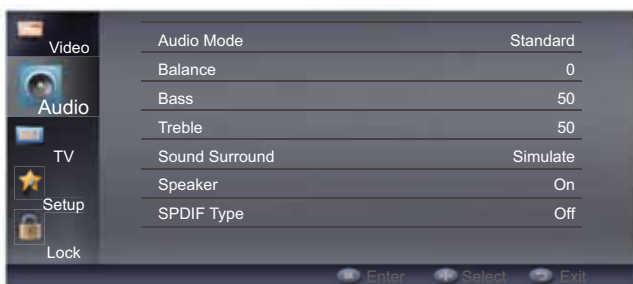 Video
Audio
TV
Setup
Lock
Audio Mode Standard
Balance 0
Bass 50
Treble 50
Sound Surround Simulate
Speaker On
SPDIF Type Off
Enter Select Exit